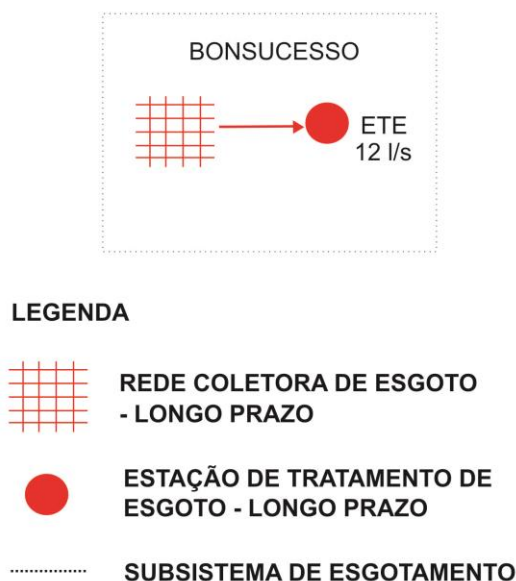 BONSUCESSO
ETE
12 l/s
LEGENDA
REDE COLETORA DE ESGOTO
- LONGO PRAZO
ESTAÇÃO DE TRATAMENTO DE
ESGOTO - LONGO PRAZO
SUBSISTEMA DE ESGOTAMENTO